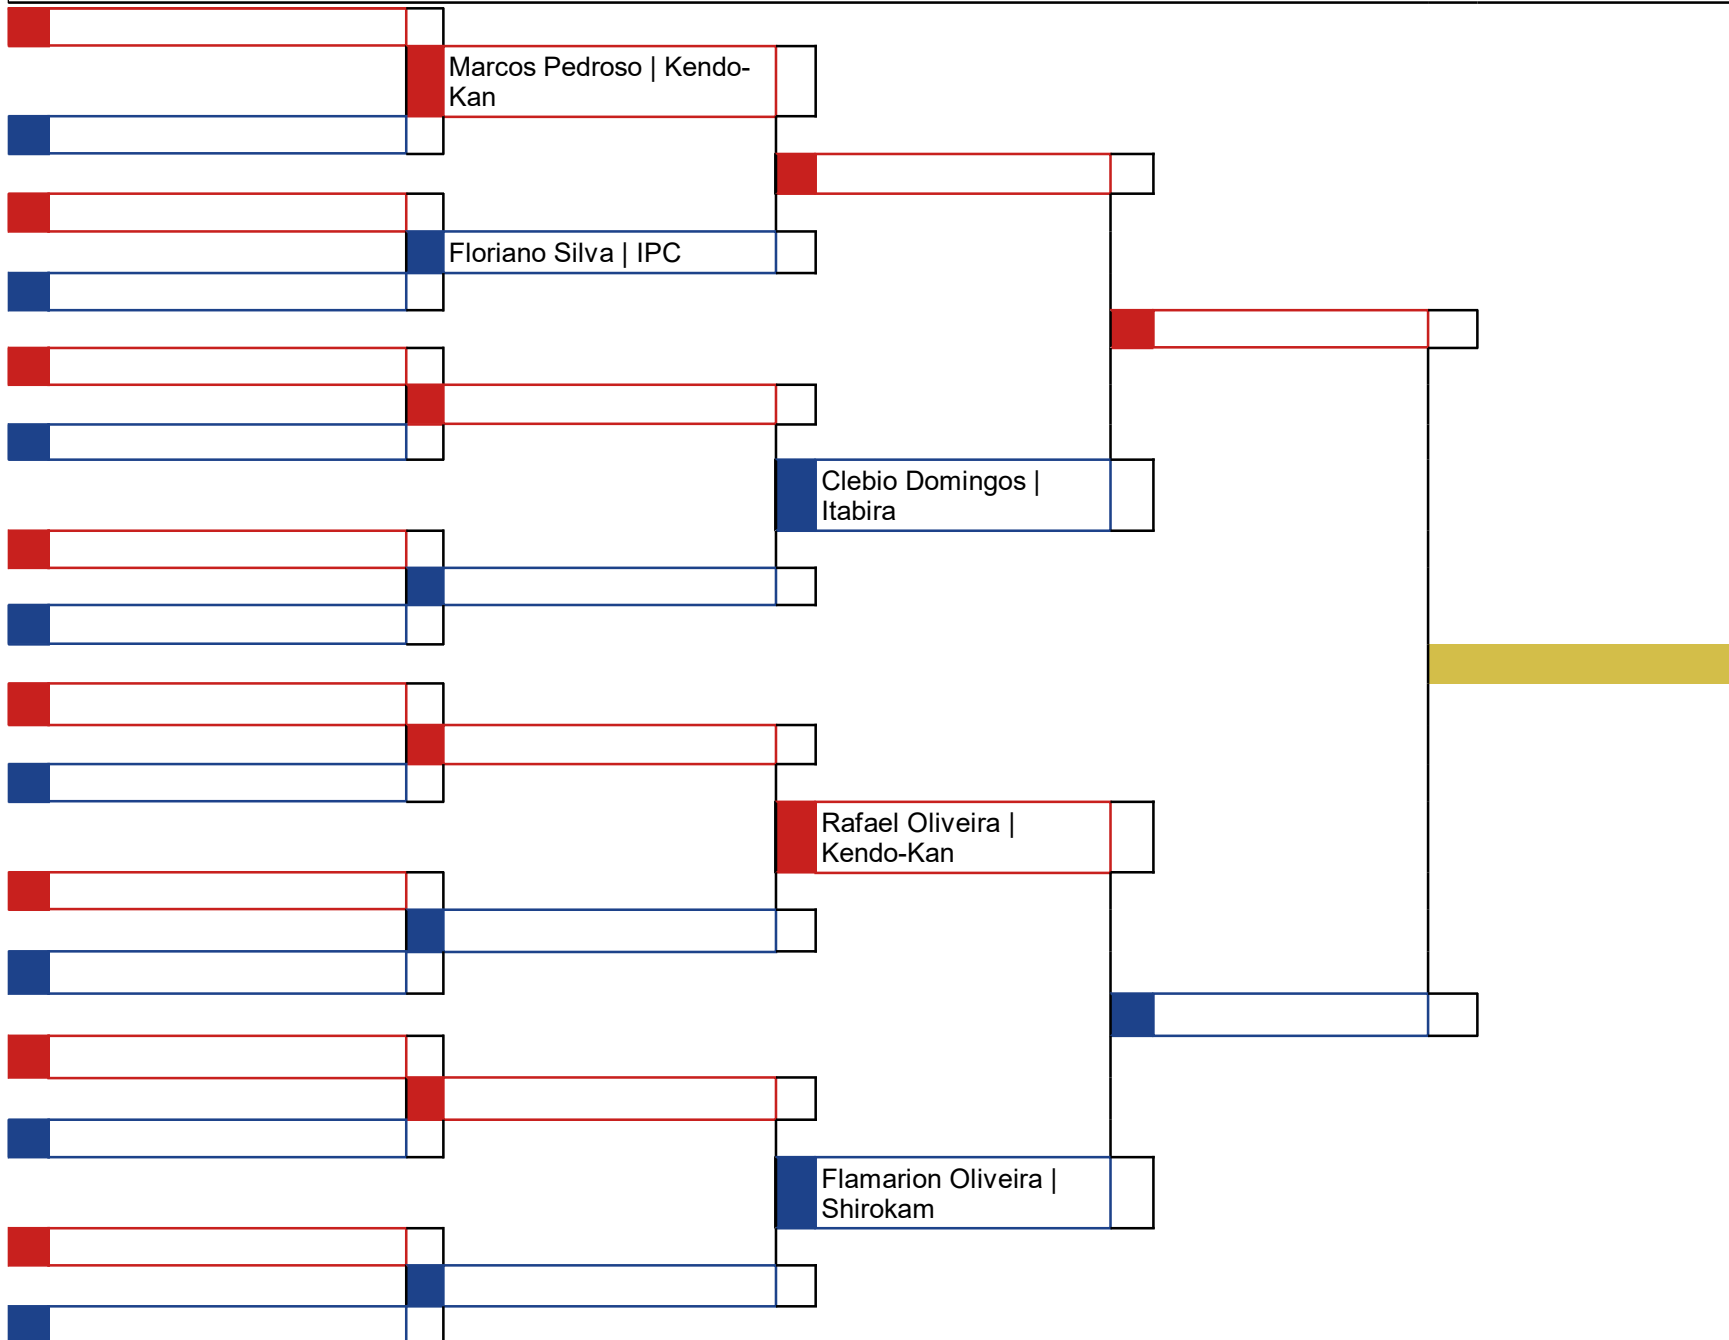 Marcos Pedroso | Kendo-
Kan
Floriano Silva | IPC
Clebio Domingos |
Itabira
Rafael Oliveira |
Kendo-Kan
Flamarion Oliveira |
Shirokam